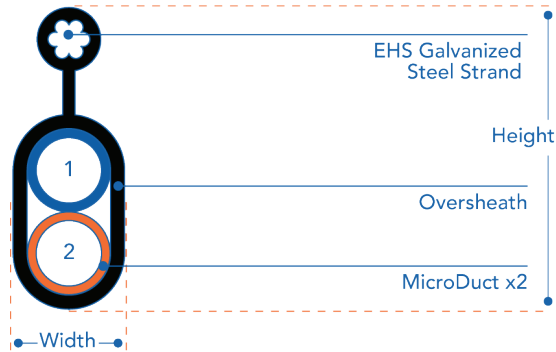 EHS Galvanized
Steel Strand
Height
1
Oversheath
2
MicroDuct x2
Width